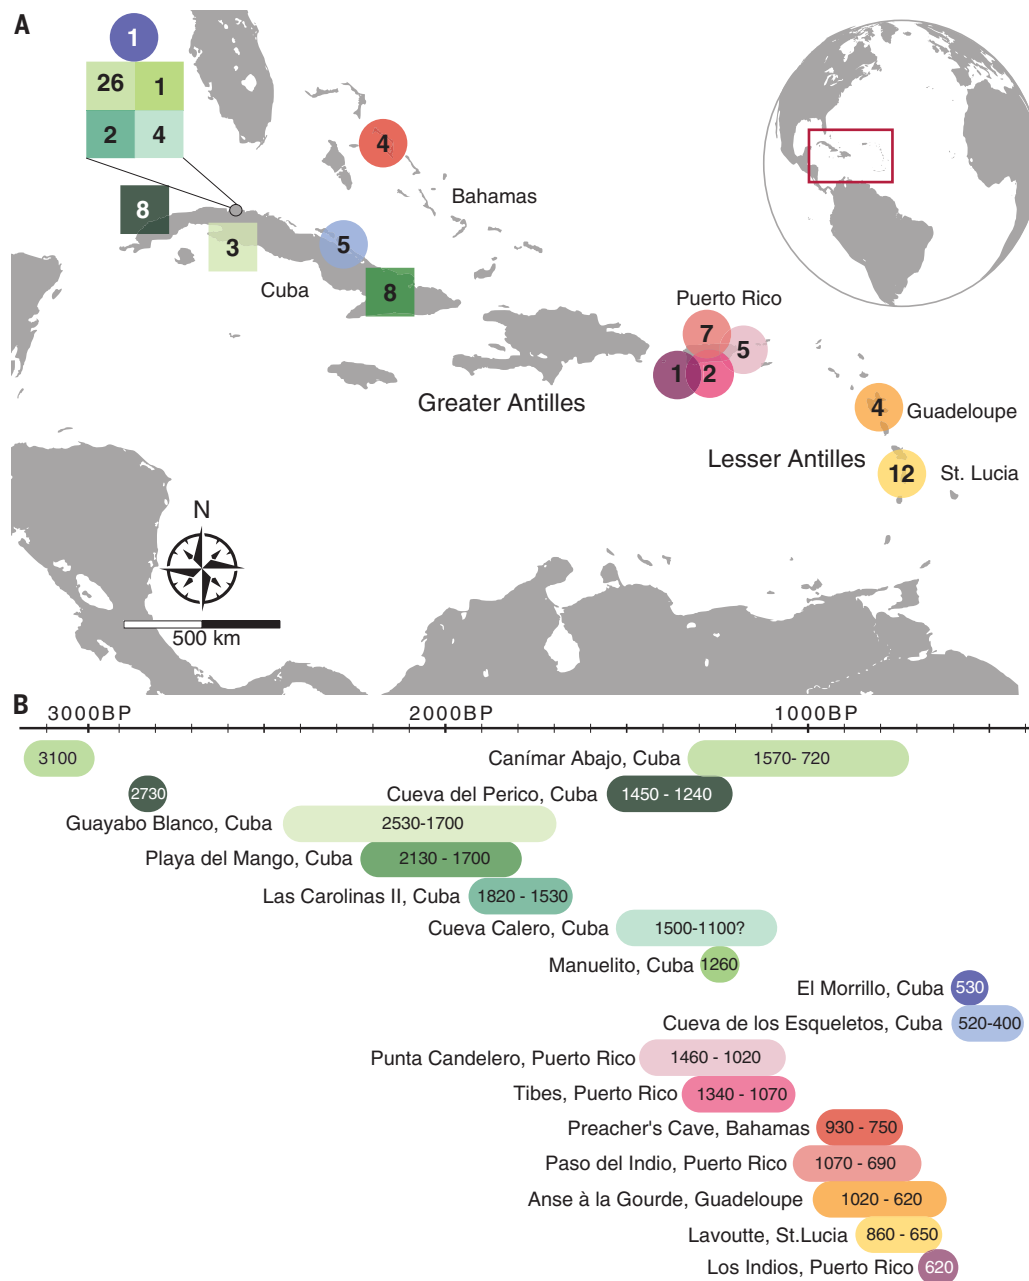 A
1
26 1
2 4
4
Bahamas
8
3
5
Cuba
8
Puerto Rico
7
5
1 2
Greater Antilles
4
Guadeloupe
Lesser Antilles
12
St. Lucia
N
500 km
B
3000BP 2000BP 1000BP
3100 Canímar Abajo, Cuba 1570- 720
2730 Cueva del Perico, Cuba 1450 - 1240
Guayabo Blanco, Cuba 2530-1700
Playa del Mango, Cuba 2130 - 1700
Las Carolinas II, Cuba 1820 - 1530
Cueva Calero, Cuba 1500-1100?
Manuelito, Cuba 1260
El Morrillo, Cuba 530
Cueva de los Esqueletos, Cuba 520-400
Punta Candelero, Puerto Rico 1460 - 1020
Tibes, Puerto Rico 1340 - 1070
Preacher's Cave, Bahamas 930 - 750
Paso del Indio, Puerto Rico 1070 - 690
Anse à la Gourde, Guadeloupe 1020 - 620
Lavoutte, St.Lucia 860 - 650
Los Indios, Puerto Rico 620